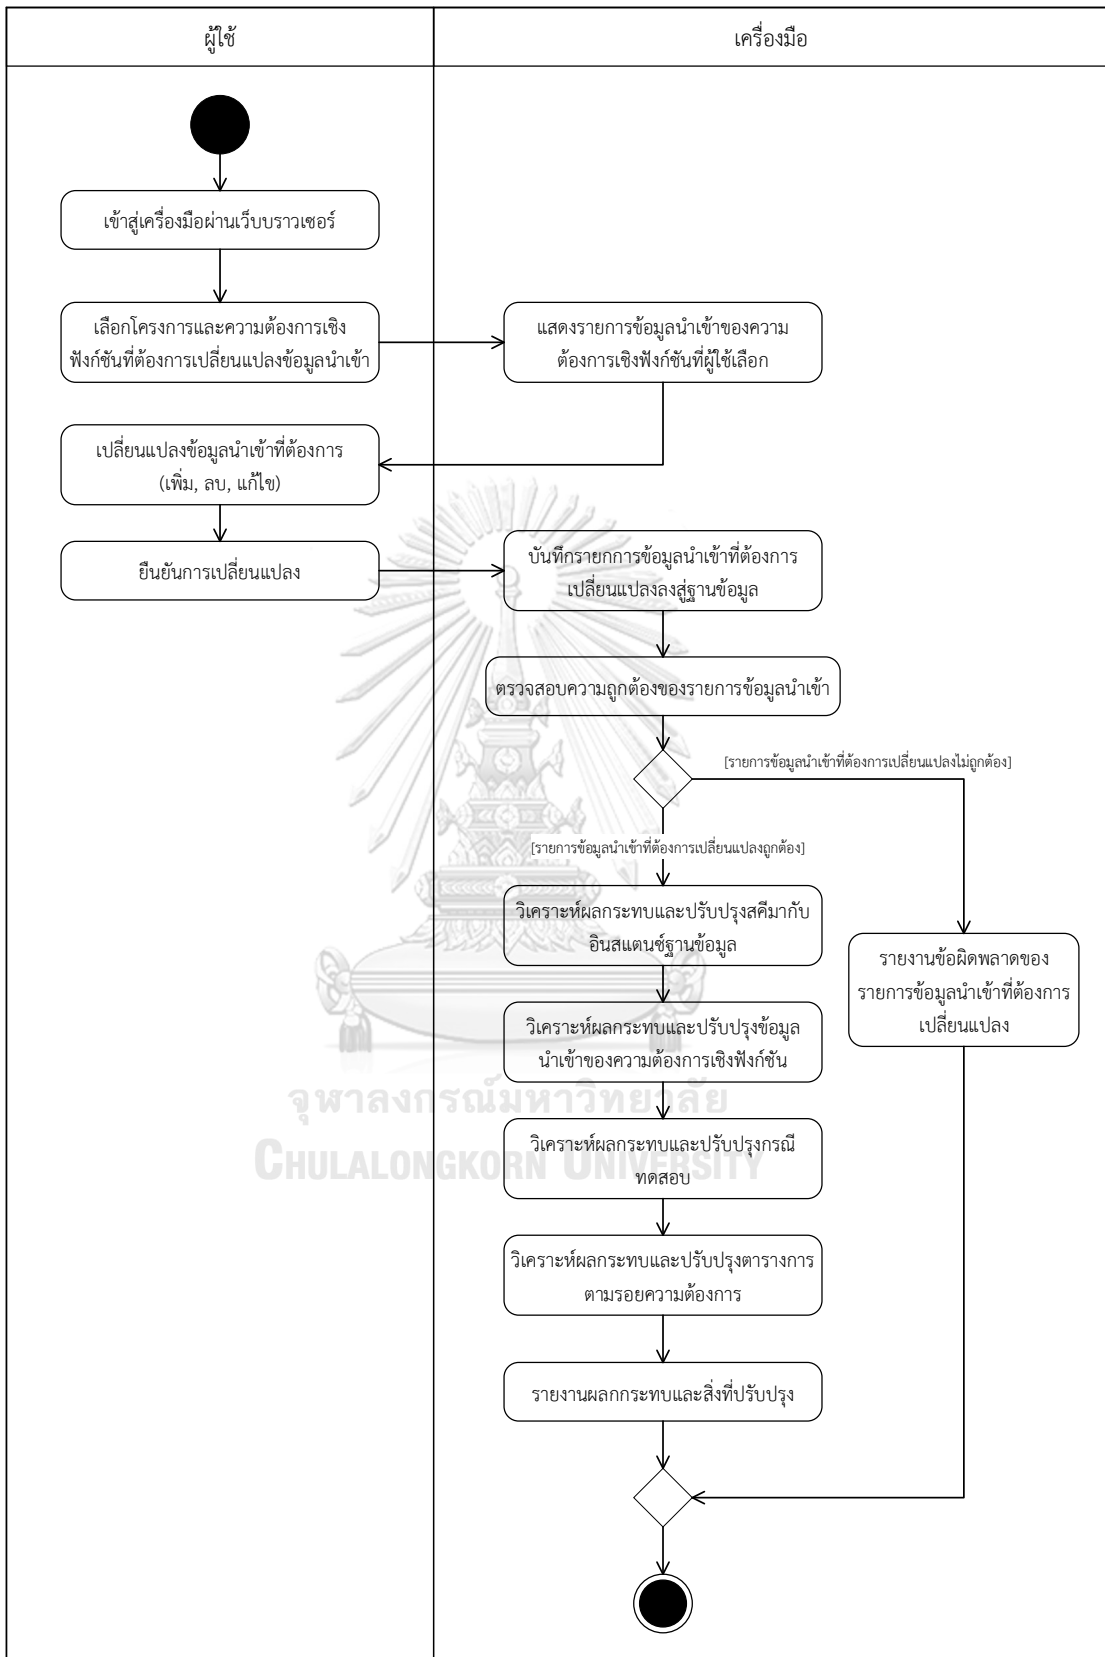 ผู้ใช้
เครื่องมือ
เข้าสู่เครื่องมือผ่านเว็บบราวเซอร์
เลือกโครงการและความต้องการเชิง
ฟังก์ชันที่ต้องการเปลี่ยนแปลงข้อมูลนำเข้า
แสดงรายการข้อมูลนำเข้าของความ
ต้องการเชิงฟังก์ชันที่ผู้ใช้เลือก
เปลี่ยนแปลงข้อมูลนำเข้าที่ต้องการ
(เพิ่ม, ลบ, แก้ไข)
ยืนยันการเปลี่ยนแปลง
บันทึกรายกการข้อมูลนำเข้าที่ต้องการ
เปลี่ยนแปลงลงสู่ฐานข้อมูล
ตรวจสอบความถูกต้องของรายการข้อมูลนำเข้า
[รายการข้อมูลนำเข้าที่ต้องการเปลี่ยนแปลงไม่ถูกต้อง]
[รายการข้อมูลนำเข้าที่ต้องการเปลี่ยนแปลงถูกต้อง]
วิเคราะห์ผลกระทบและปรับปรุงสคีมากับ
อินสแตนซ์ฐานข้อมูล
รายงานข้อผิดพลาดของ
รายการข้อมูลนำเข้าที่ต้องการ
เปลี่ยนแปลง
วิเคราะห์ผลกระทบและปรับปรุงข้อมูล
นำเข้าของความต้องการเชิงฟังก์ชัน
จุฬาลงกรณ์มหาวิทยาลัย
CHULALONGKORN UNIVERSITY
วิเคราะห์ผลกระทบและปรับปรุงกรณี
ทดสอบ
วิเคราะห์ผลกระทบและปรับปรุงตารางการ
ตามรอยความต้องการ
รายงานผลกกระทบและสิ่งที่ปรับปรุง